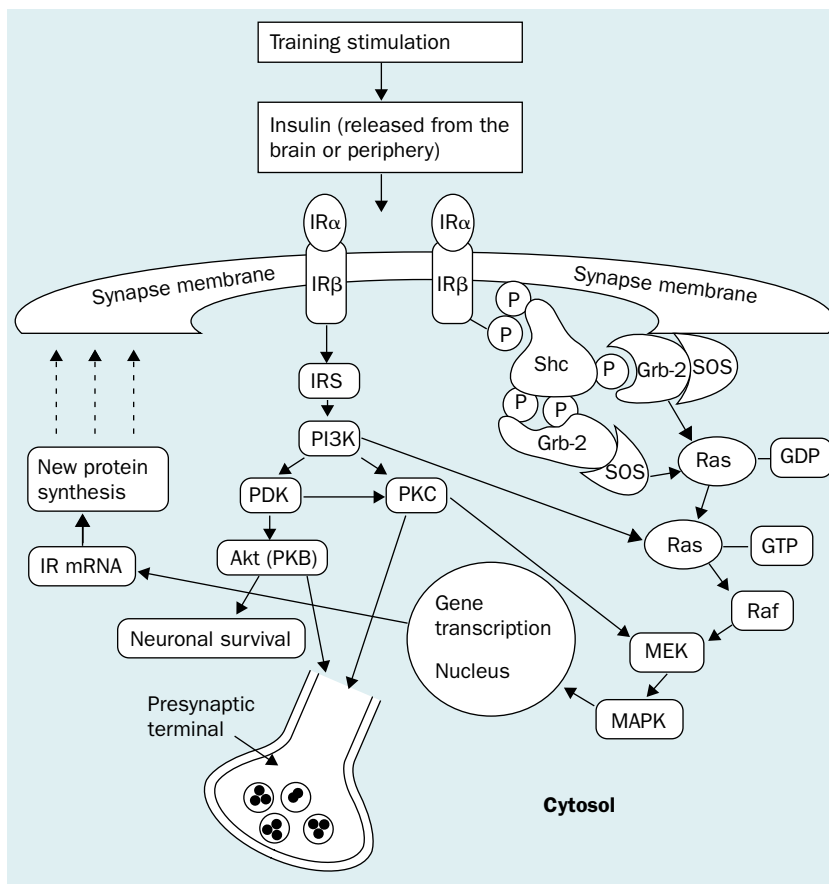 Training stimulation
Insulin (released from the
brain or periphery)
IRα
IRα
Synapse membrane
IRβ
IRβ
Synapse membrane
P
P
Shc
P
Grb-2
SOS
IRS
P
P
Grb-2
SOS
PI3K
Ras
GDP
New protein
synthesis
PDK
PKC
Ras
GTP
IR mRNA
Akt (PKB)
Gene
transcription
Nucleus
Raf
Neuronal survival
MEK
MAPK
Presynaptic
terminal
Cytosol